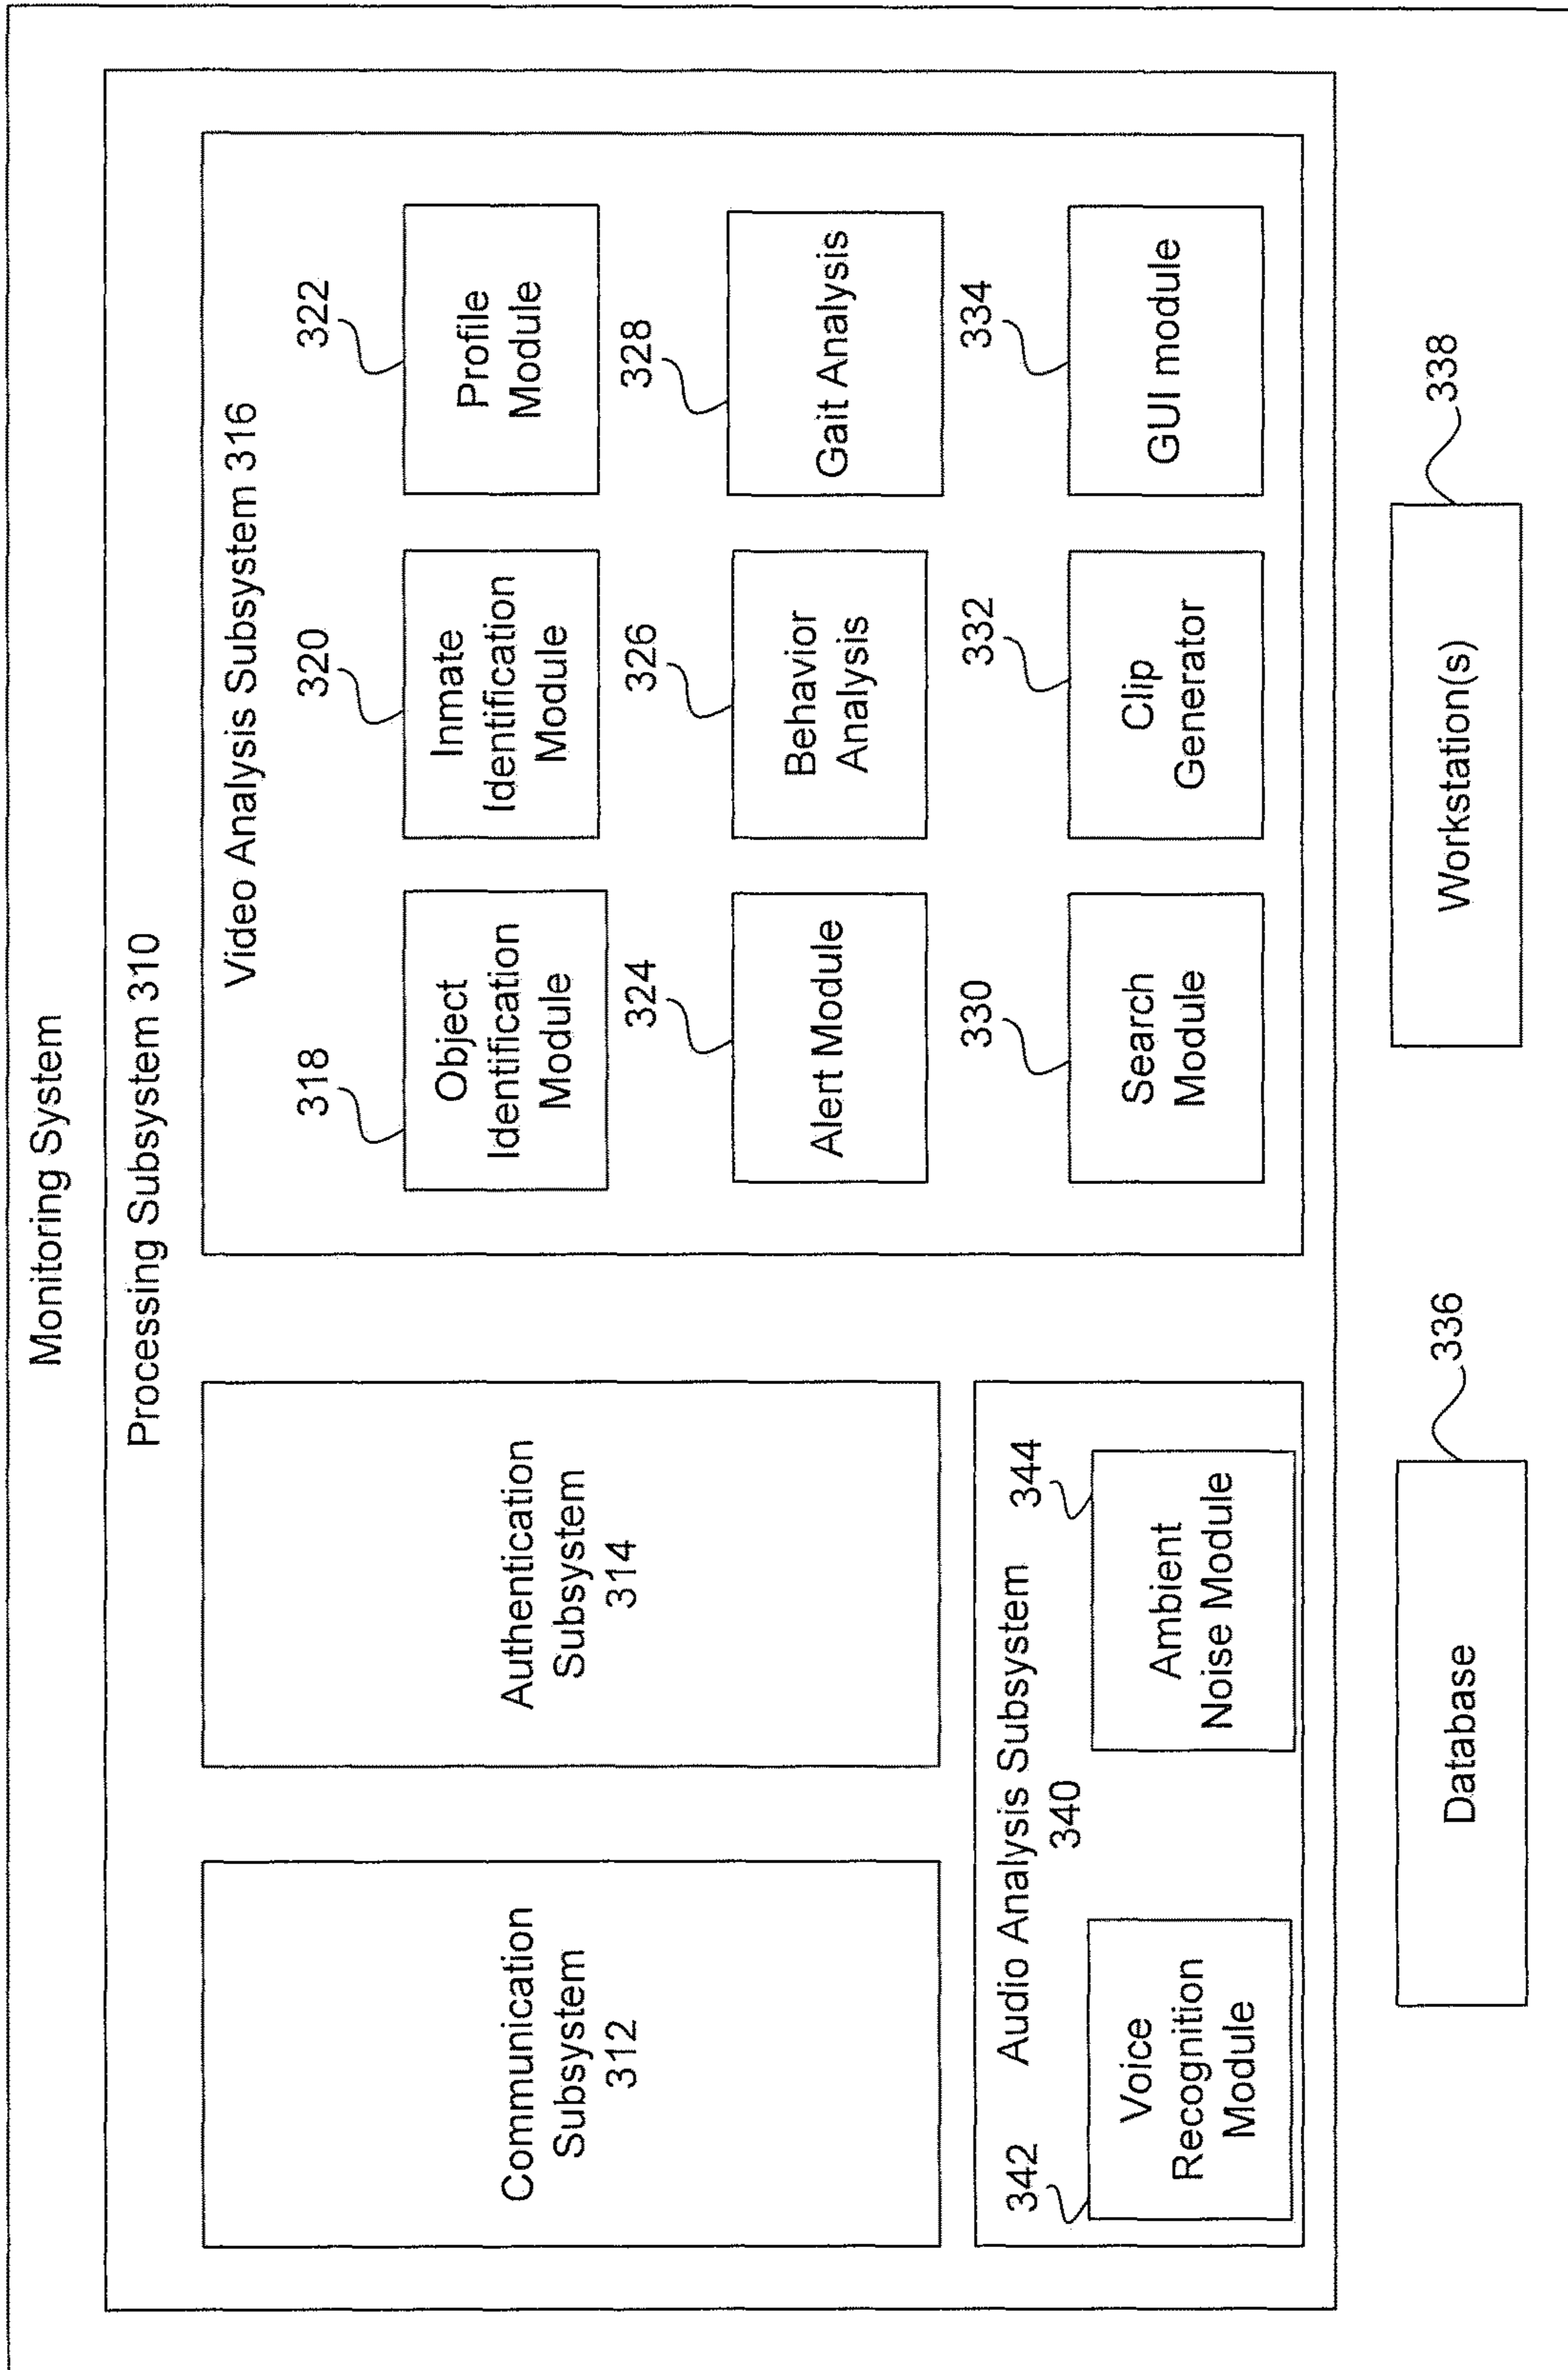 Monitoring System
Processing Subsystem 310
Communication
Subsystem
312
Authentication
Subsystem
314
Audio Analysis Subsystem
340
342
Voice
Recognition
Module
344
Ambient
Noise Module
Video Analysis Subsystem 316
318
Object
Identification
Module
320
Inmate
Identification
Module
322
Profile
Module
324
Alert Module
326
Behavior
Analysis
328
Gait Analysis
330
Search
Module
332
Clip
Generator
334
GUI module
336
Database
338
Workstation(s)